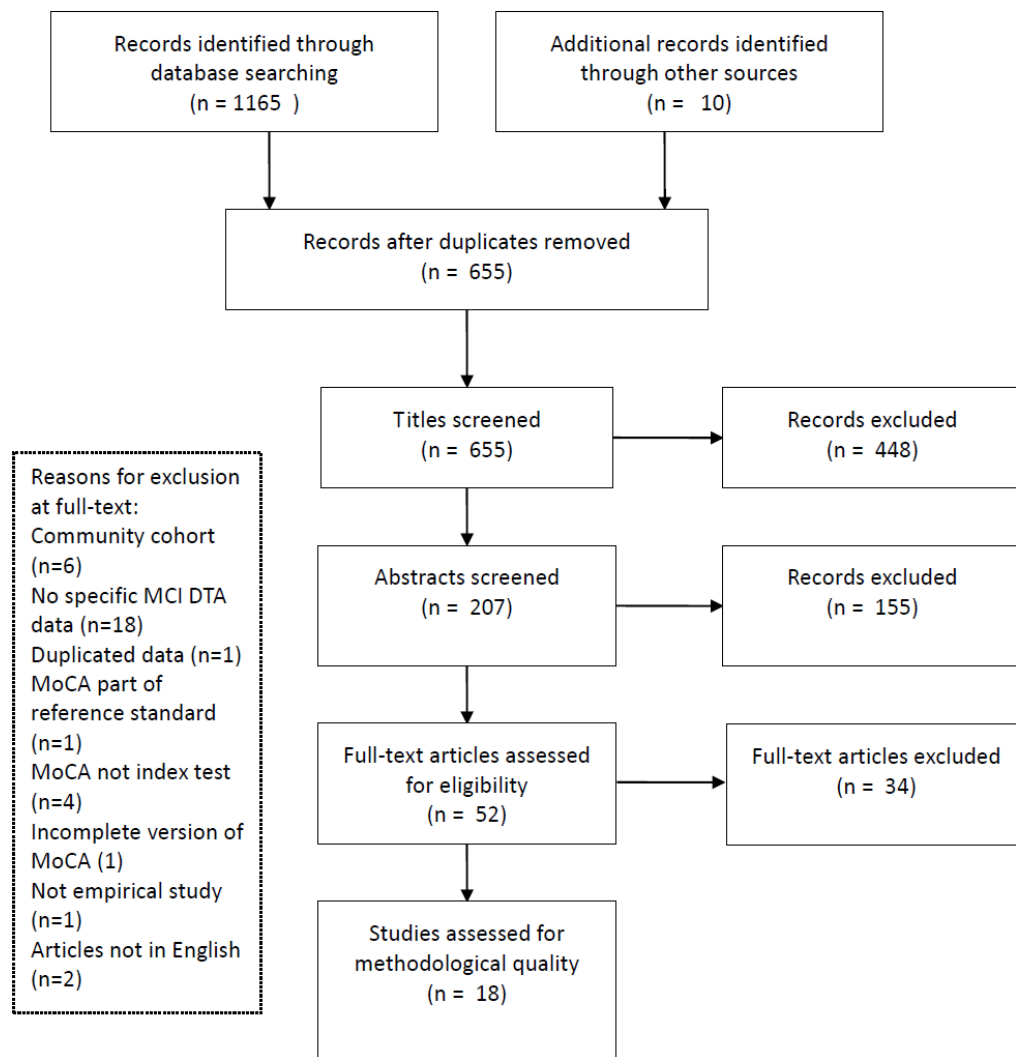 Records identified through
database searching
(n = 1165  )
Additional records identified
through other sources
(n =   10)
Records after duplicates removed
(n =  655)
Titles screened
(n =  655)
Records excluded
(n =  448)
Reasons for exclusion
at full-text:
Community cohort
(n=6)
No specific MCI DTA
data (n=18)
Duplicated data (n=1)
MoCA part of
reference standard
(n=1)
MoCA not index test
(n=4)
Incomplete version of
MoCA (1)
Not empirical study
(n=1)
Articles not in English
(n=2)
Abstracts screened
(n =  207)
Records excluded
(n =  155)
Full-text articles assessed
for eligibility
(n =  52)
Full-text articles excluded
(n =  34)
Studies assessed for
methodological quality
(n =  18)